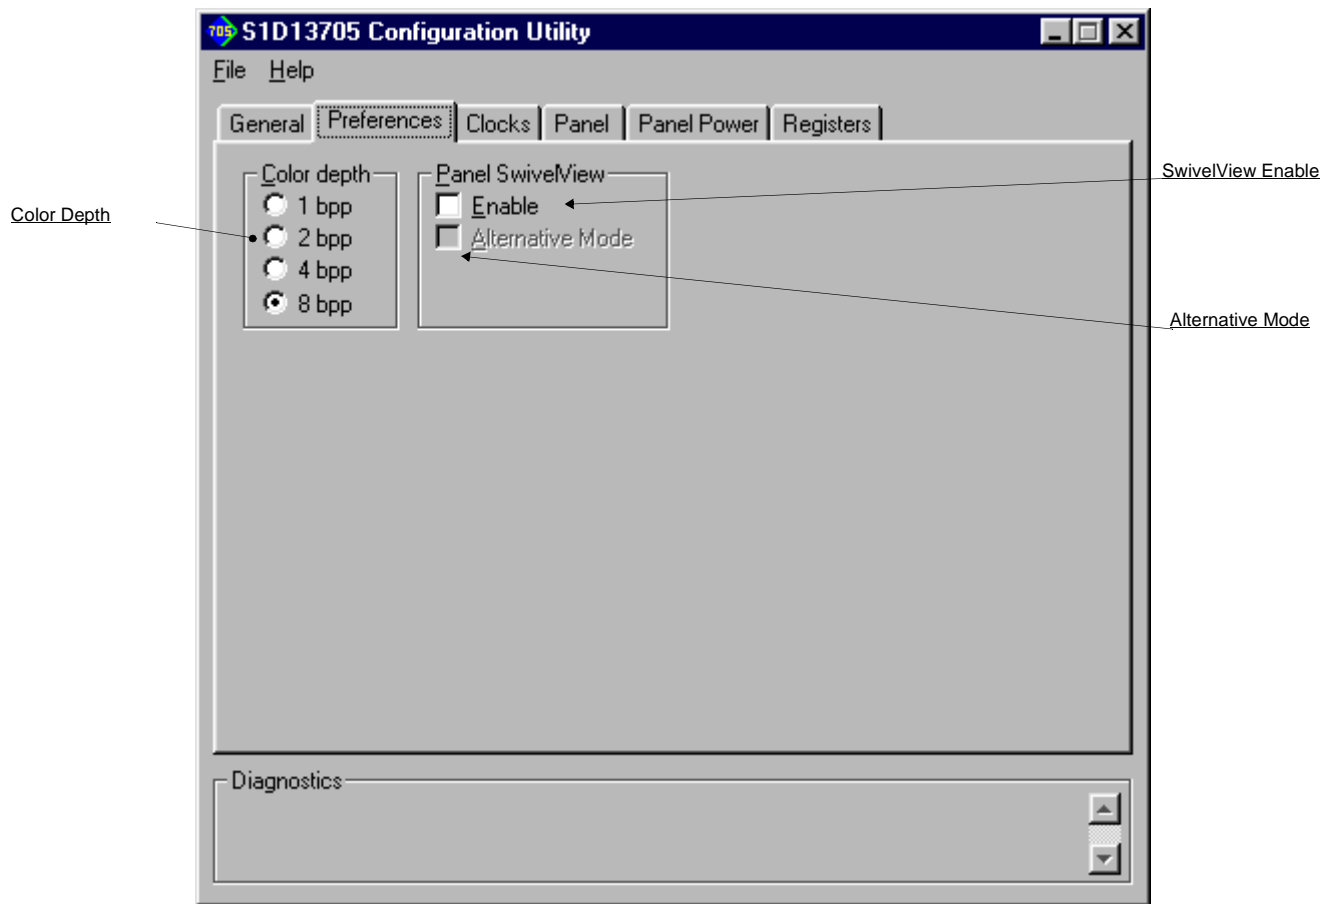 705 S1D13705 Configuration Utility
File Help
General Preferences Clocks Panel Panel Power Registers
Color depth
1 bpp
2 bpp
4 bpp
8 bpp
Panel SwivelView
Enable
Alternative Mode
Color Depth
SwivelView Enable
Alternative Mode
Diagnostics